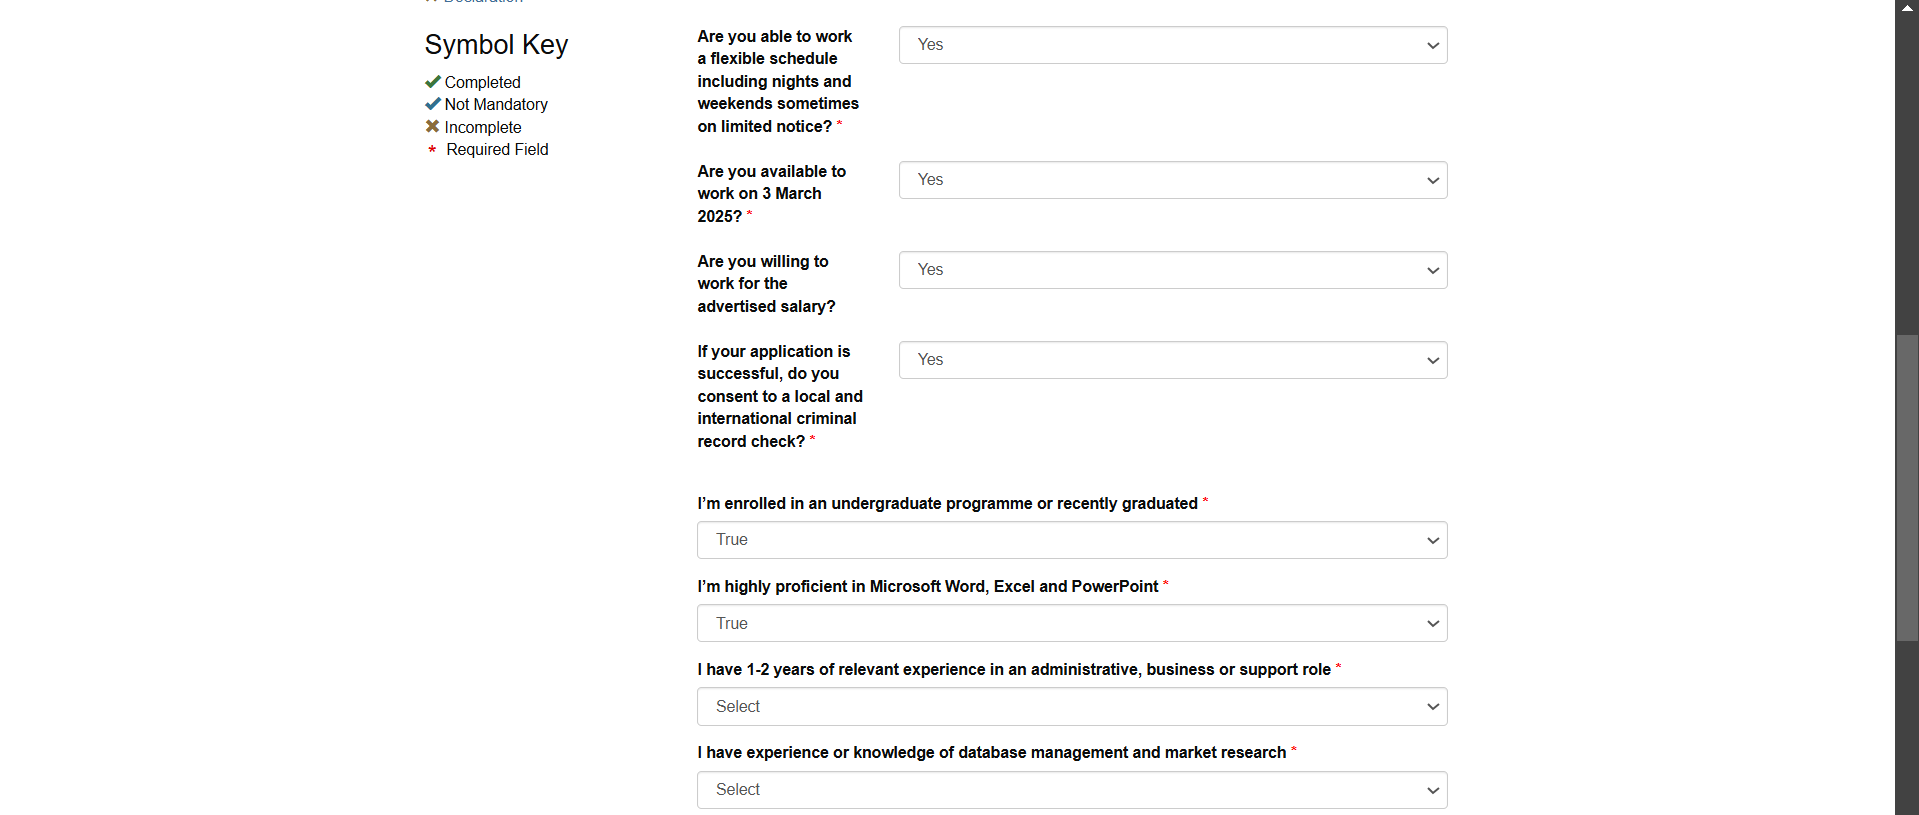 Declaration
Symbol Key
Completed
Not Mandatory
Incomplete
* Required Field
Are you able to work
a flexible schedule
including nights and
weekends sometimes
on limited notice? *
Yes
Are you available to
work on 3 March
2025? *
Yes
Are you willing to
work for the
advertised salary?
Yes
If your application is
successful, do you
consent to a local and
international criminal
record check? *
Yes
I’m enrolled in an undergraduate programme or recently graduated *
True
I’m highly proficient in Microsoft Word, Excel and PowerPoint *
True
I have 1-2 years of relevant experience in an administrative, business or support role *
Select
I have experience or knowledge of database management and market research *
Select